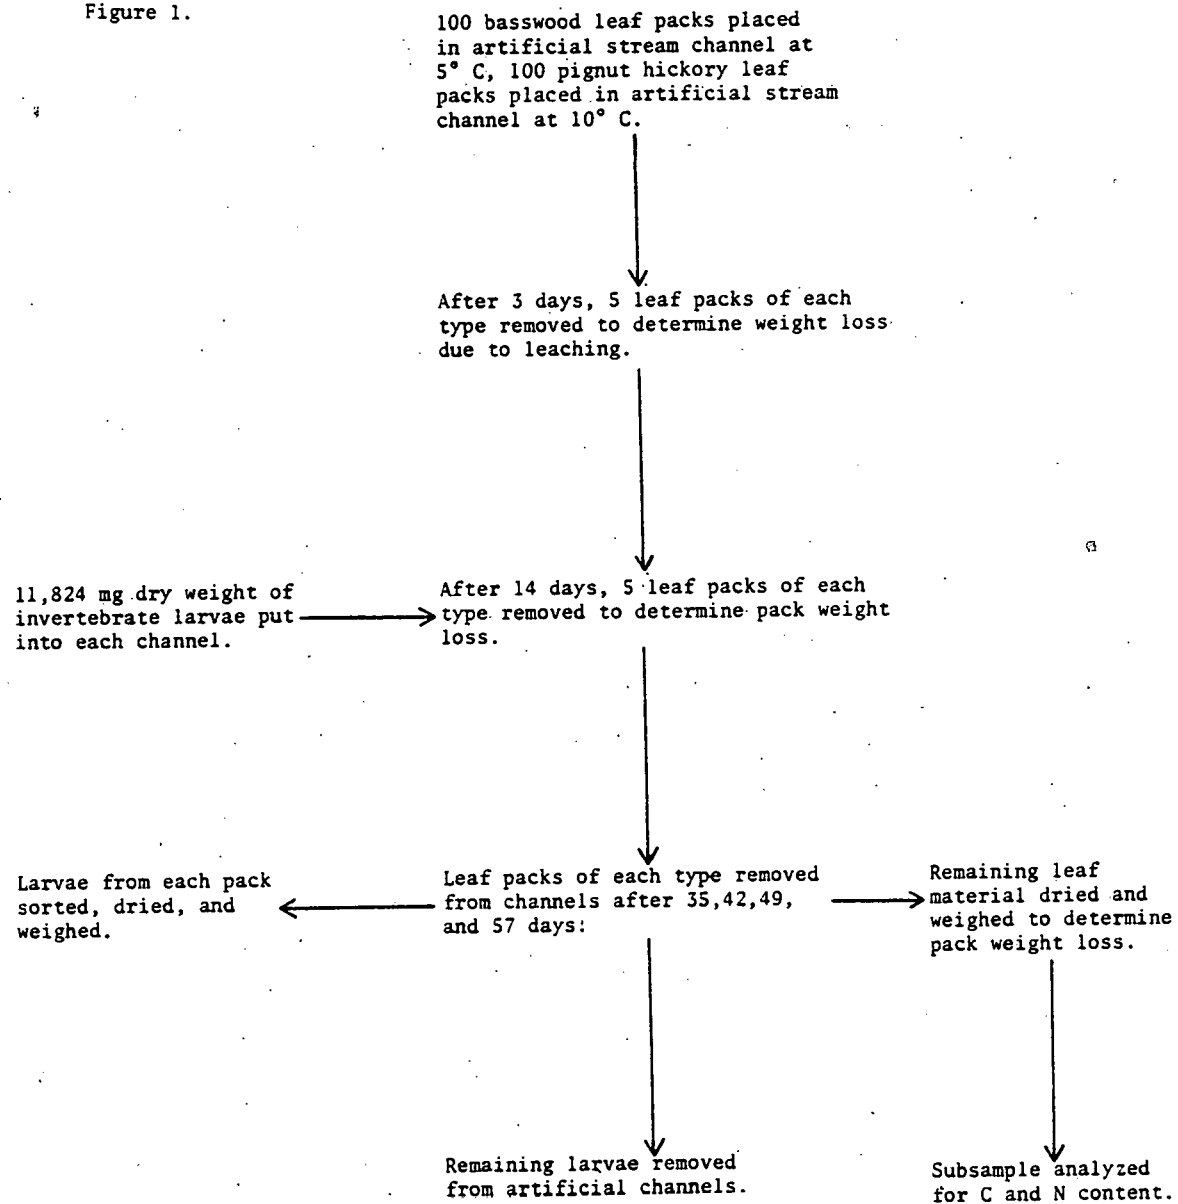 Figure 1.
100 basswood leaf packs placed
in artificial stream channel at
5° C, 100 pignut hickory leaf
packs placed in artificial stream
channel at 10° C.
After 3 days, 5 leaf packs of each
type removed to determine weight loss
due to leaching.
11,824 mg dry weight of
invertebrate larvae put
into each channel.
After 14 days, 5 leaf packs of each
type removed to determine pack weight
loss.
Larvae from each pack
sorted, dried, and
weighed.
Leaf packs of each type removed
from channels after 35,42,49,
and 57 days:
Remaining leaf
material dried and
weighed to determine
pack weight loss.
Remaining larvae removed
from artificial channels.
Subsample analyzed
for C and N content.